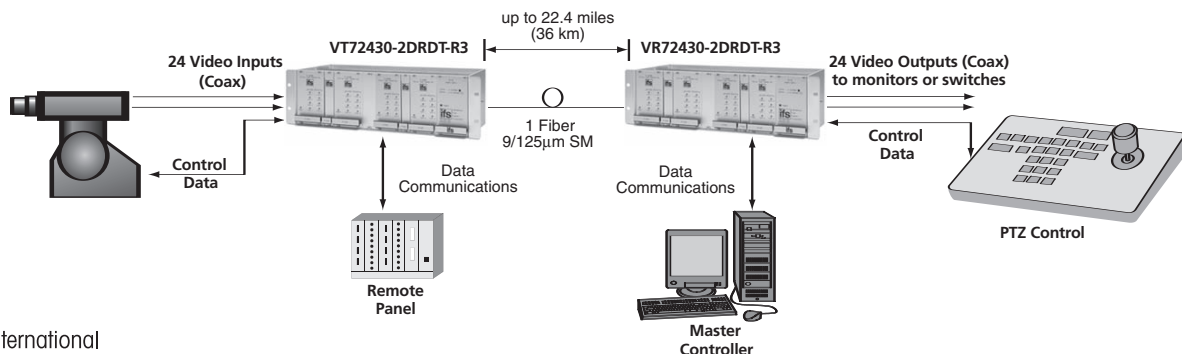 up to 22.4 miles
(36 km)
VT72430-2DRDT-R3
VR72430-2DRDT-R3
24 Video Inputs
(Coax)
24 Video Outputs (Coax)
to monitors or switches
ifs
ifs
1 Fiber
9/125µm SM
Control
Data
Data
Communications
Data
Communications
Control
Data
PTZ Control
Remote
Panel
Master
Controller
ternational